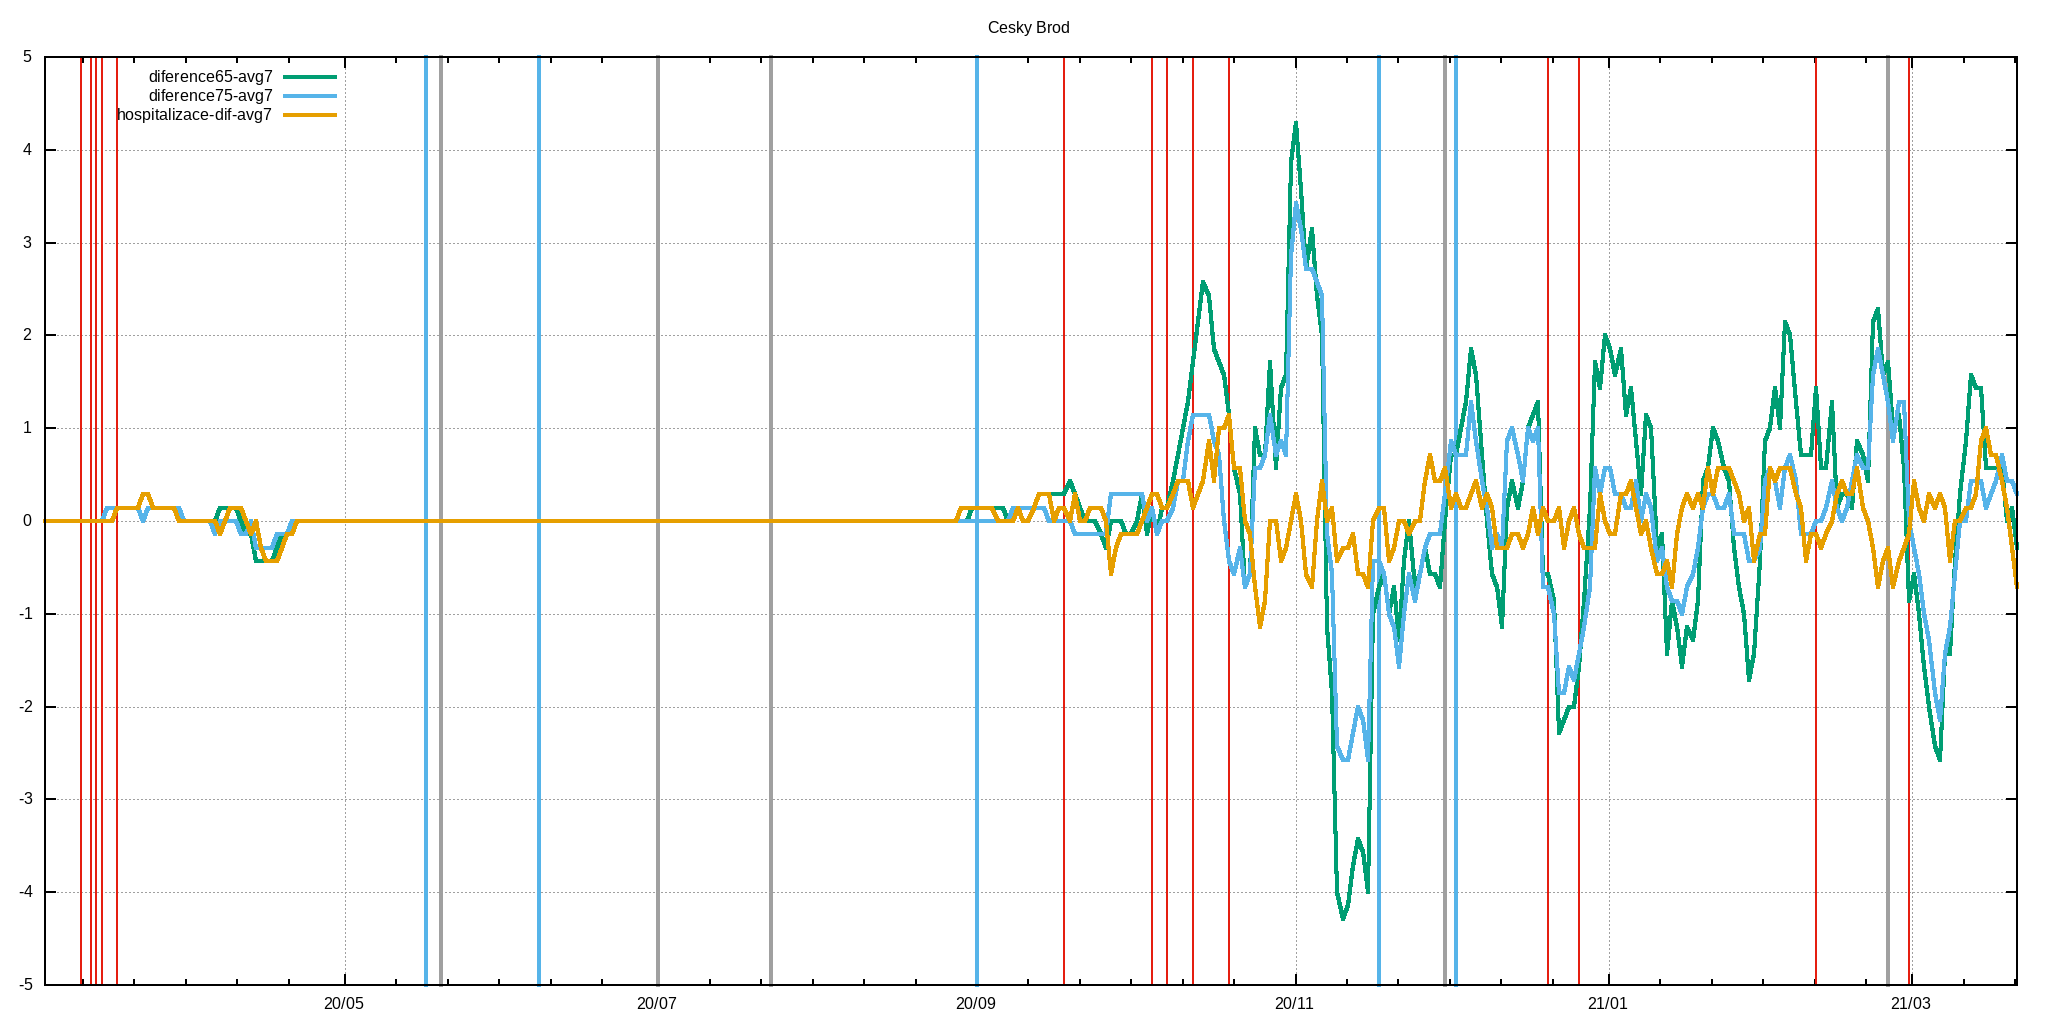 Cesky Brod
5
diference65-avg7
diference75-avg7
hospitalizace-dif-avg7
4
3
2
1
0
-1
-2
-3
-4
-5
20/05 20/07 20/09 20/11 21/01 21/03